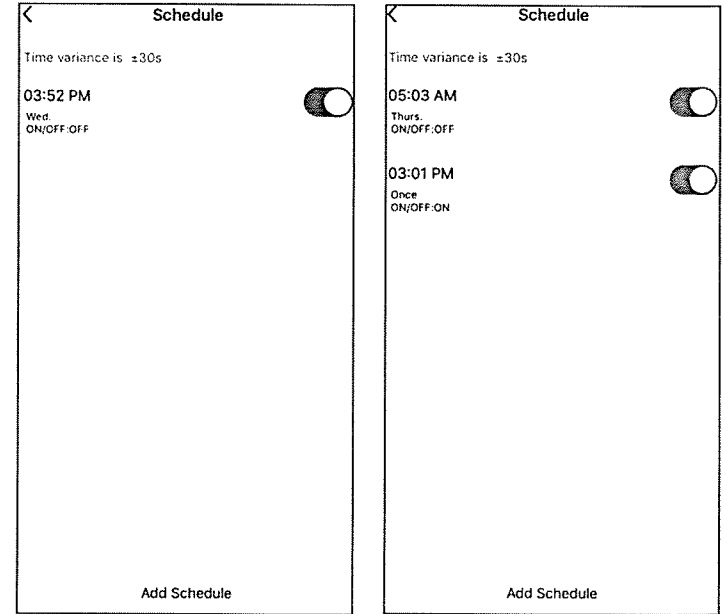 Schedule
Time variance is ±30s
03:52 PM
Wed.
ON/OFF:OFF
Add Schedule
Schedule
Time variance is ±30s
05:03 AM
Thurs.
ON/OFF:OFF
03:01 PM
Once
ON/OFF:ON
Add Schedule